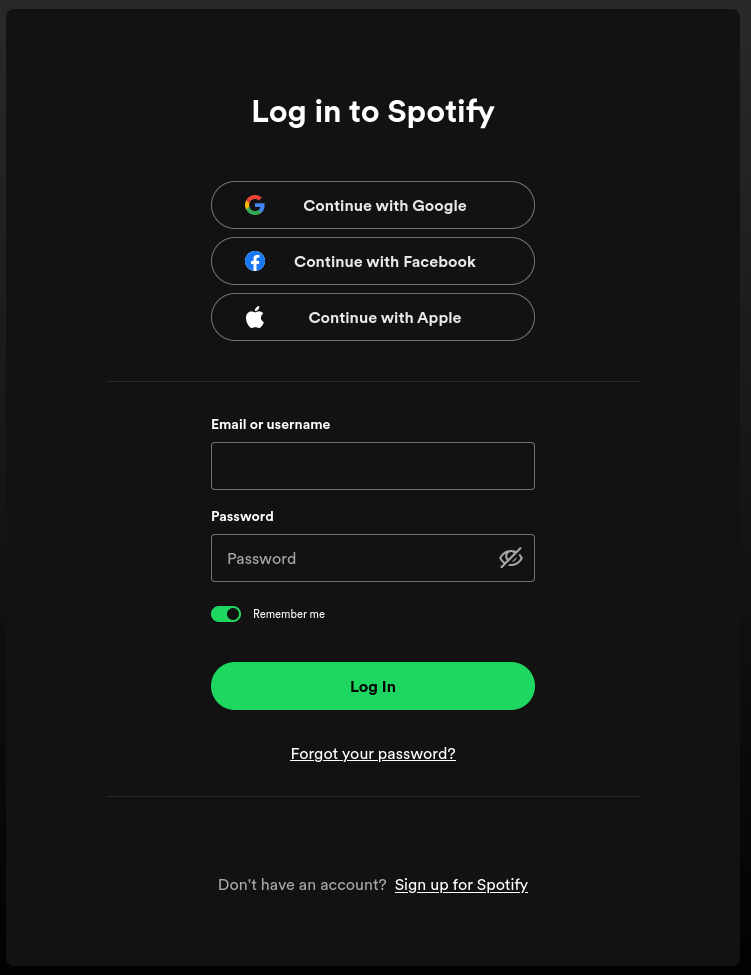 Log in to Spotify
Continue with Google
Continue with Facebook
Continue with Apple
Email or username
Password
Password
Remember me
Log In
Forgot your password?
Don't have an account? Sign up for Spotify